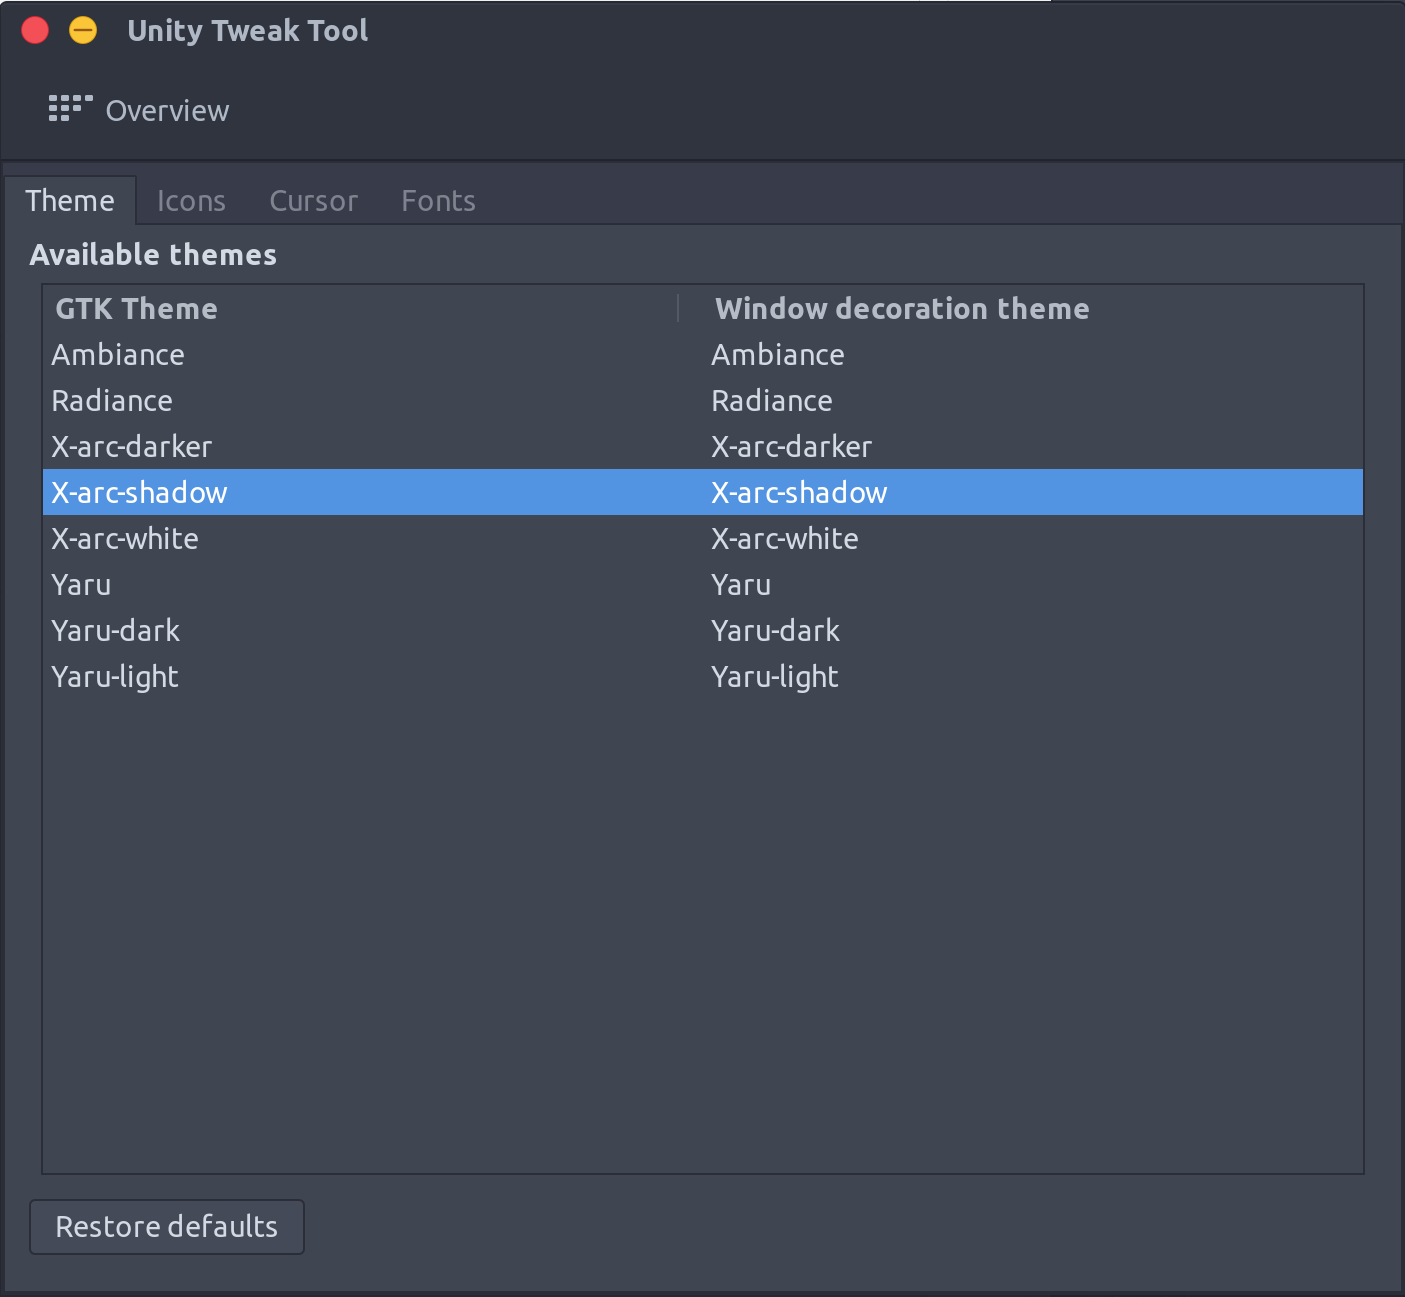 Unity Tweak Tool
Overview
Theme Icons Cursor Fonts
Available themes
GTK Theme Window decoration theme
Ambiance Ambiance
Radiance Radiance
X-arc-darker X-arc-darker
X-arc-shadow X-arc-shadow
X-arc-white X-arc-white
Yaru Yaru
Yaru-dark Yaru-dark
Yaru-light Yaru-light
Restore defaults